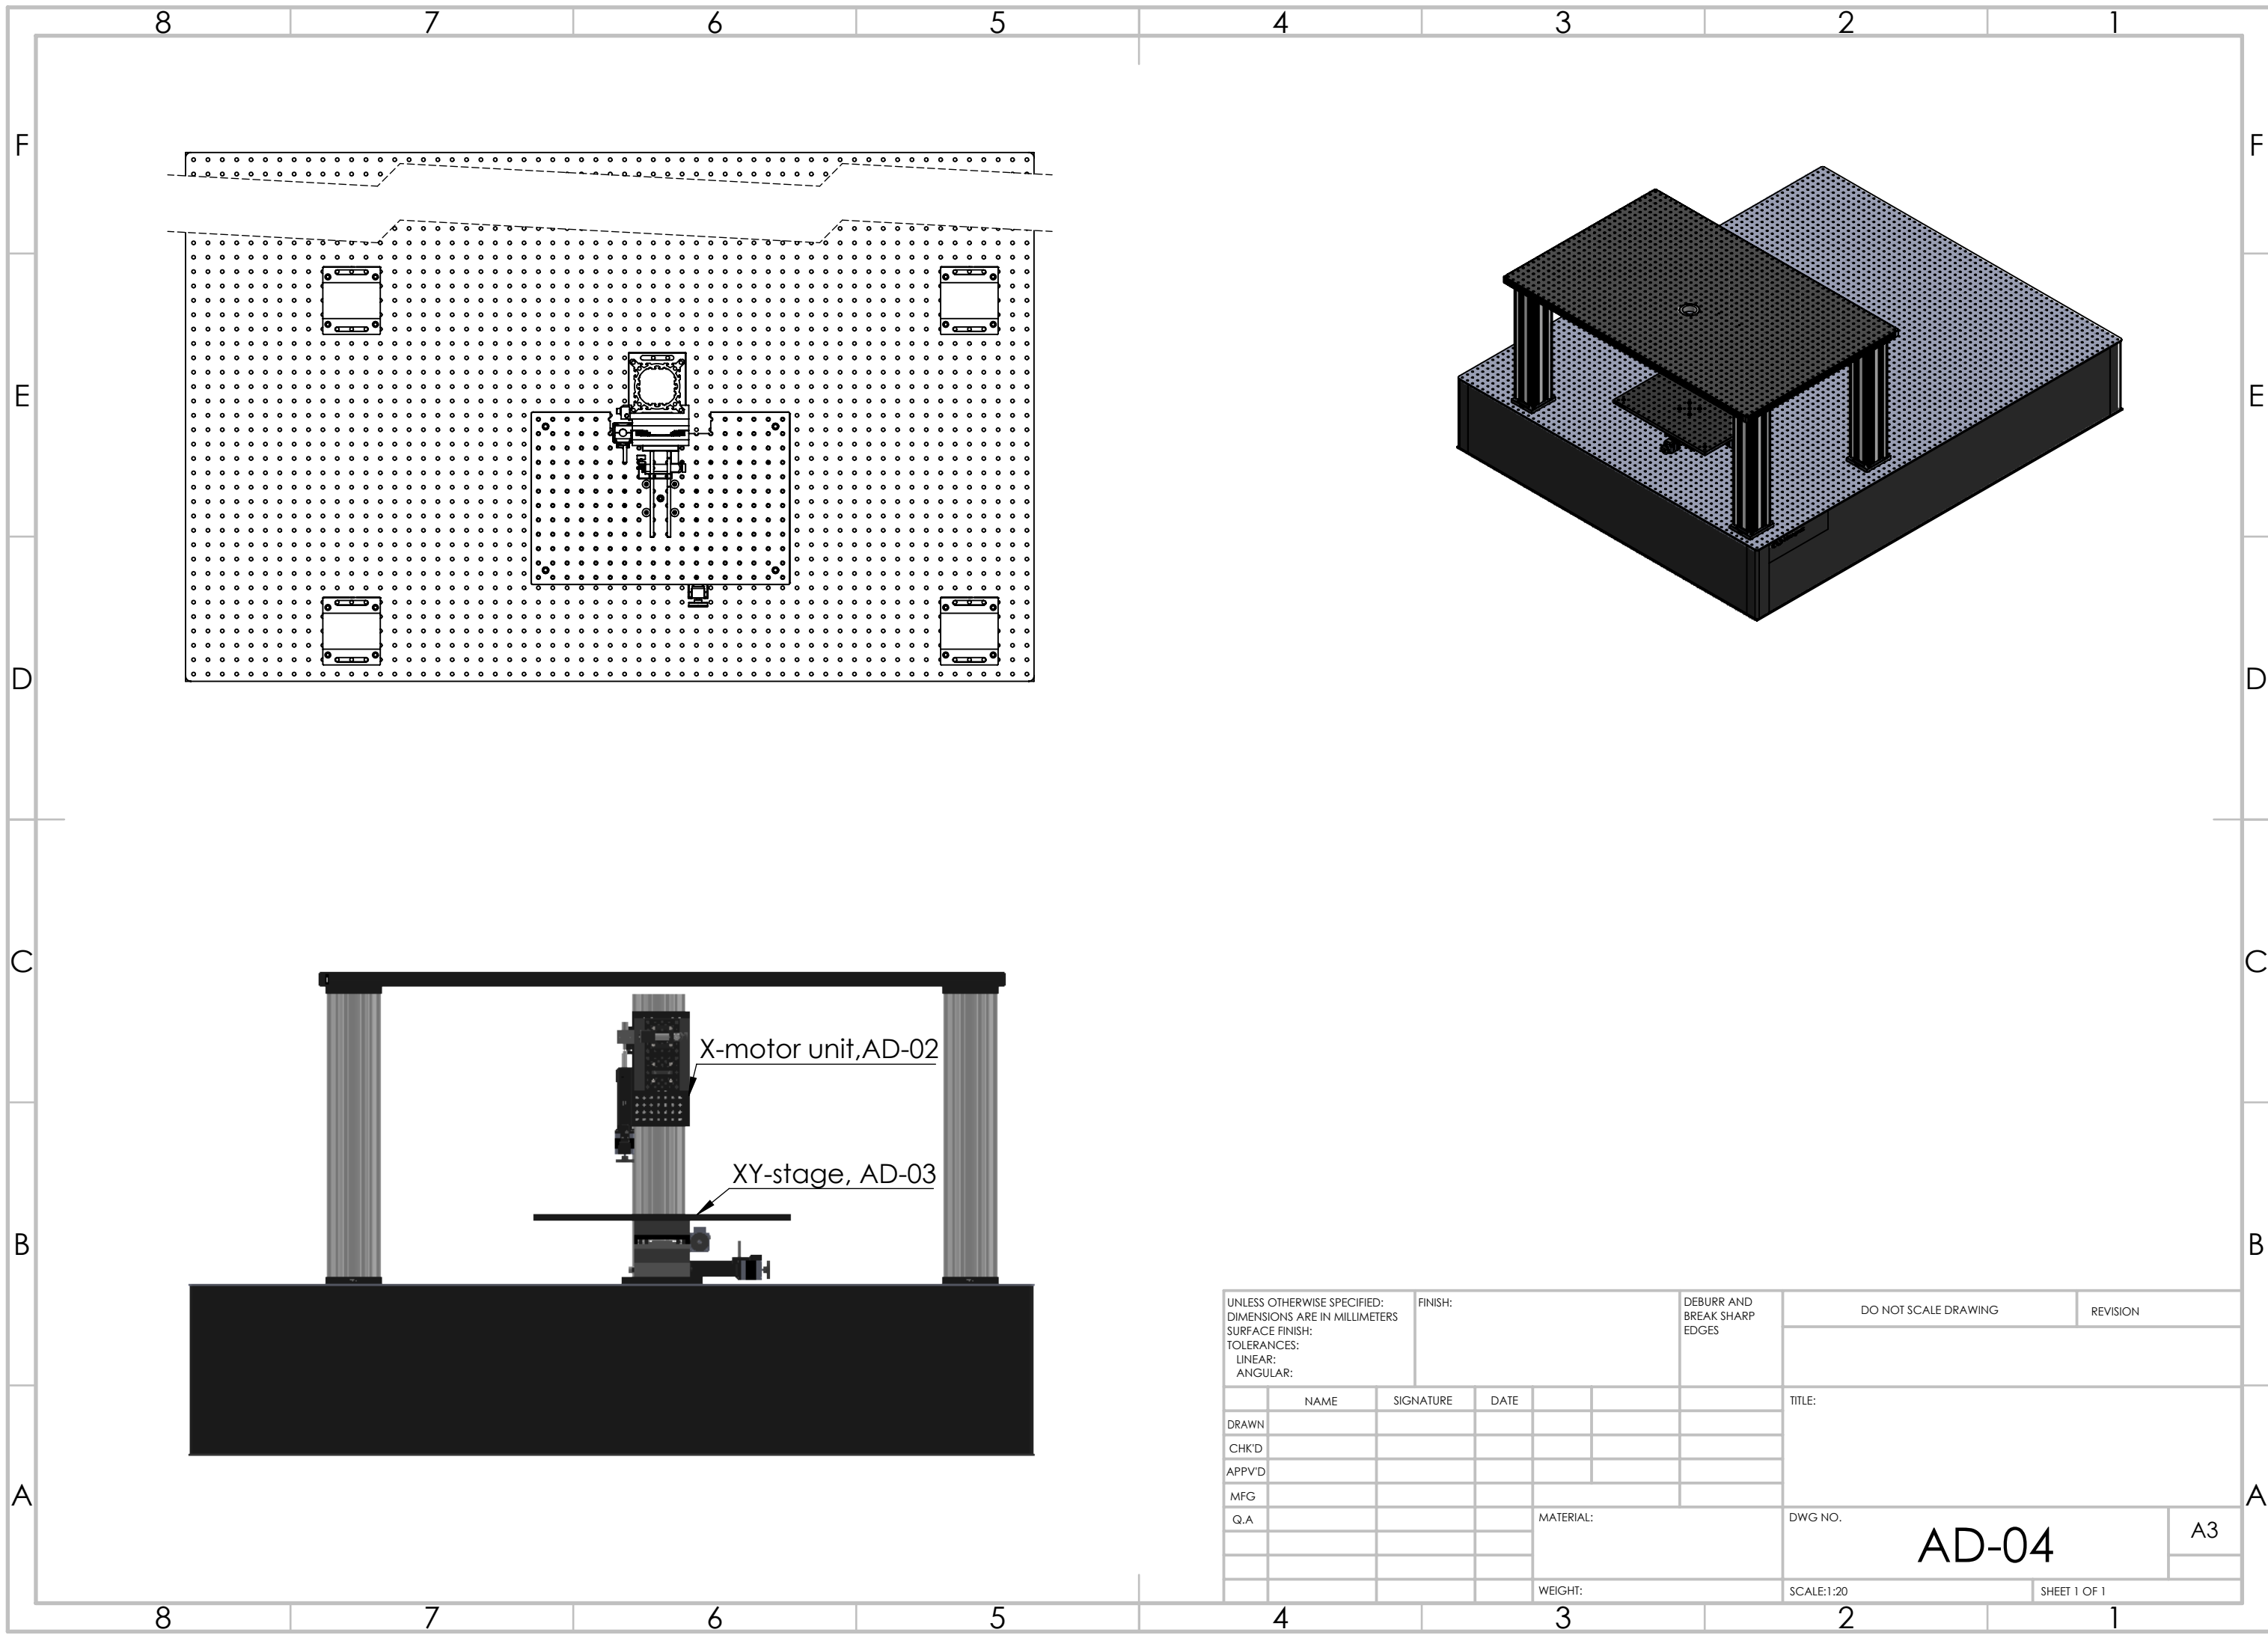 8 7 6 5 4 3 2 1
F F
E E
D D
C C
X-motor unit,AD-02
XY-stage, AD-03
B B
UNLESS OTHERWISE SPECIFIED:
DIMENSIONS ARE IN MILLIMETERS
SURFACE FINISH:
TOLERANCES:
LINEAR:
ANGULAR:
FINISH:
DEBURR AND
BREAK SHARP
EDGES
DO NOT SCALE DRAWING
REVISION
NAME SIGNATURE DATE
TITLE:
DRAWN
CHK'D
APPV'D
MFG
Q.A
A A
MATERIAL:
DWG NO.
AD-04
A3
WEIGHT:
SCALE:1:20
SHEET 1 OF 1
8 7 6 5 4 3 2 1